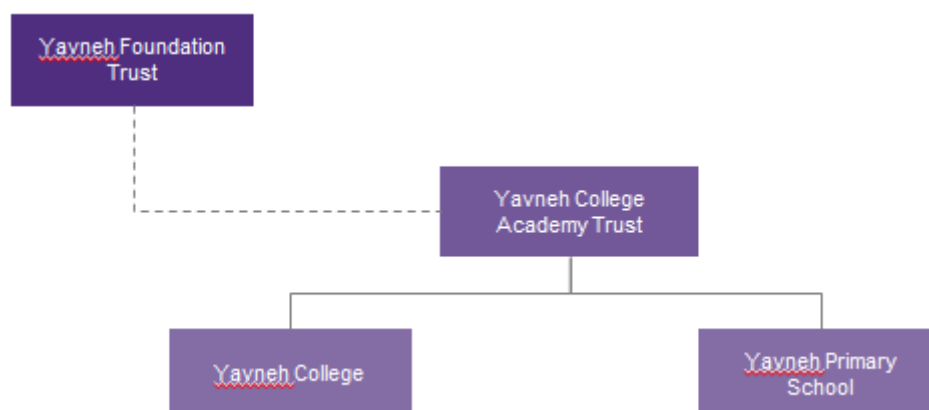 Yavneh Foundation
Trust
Yavneh College
Academy Trust
Yavneh College
Yavneh Primary
School